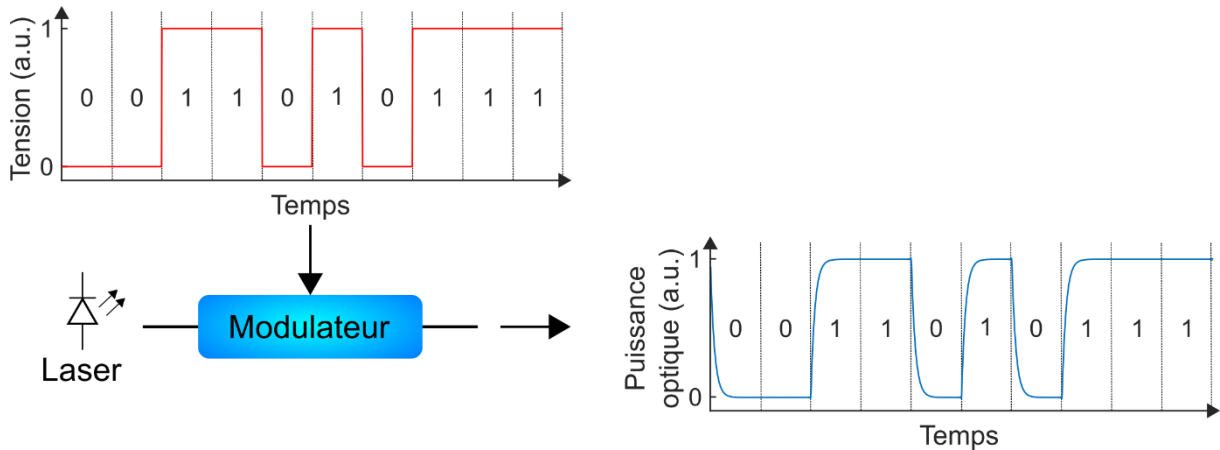 Tension (a.u.)
1
0
0 0 1 1 0 1 0 1 1 1
Temps
Laser
Modulateur
Puissance
optique (a.u.)
1
0
0 0 1 1 0 1 0 1 1 1
Temps